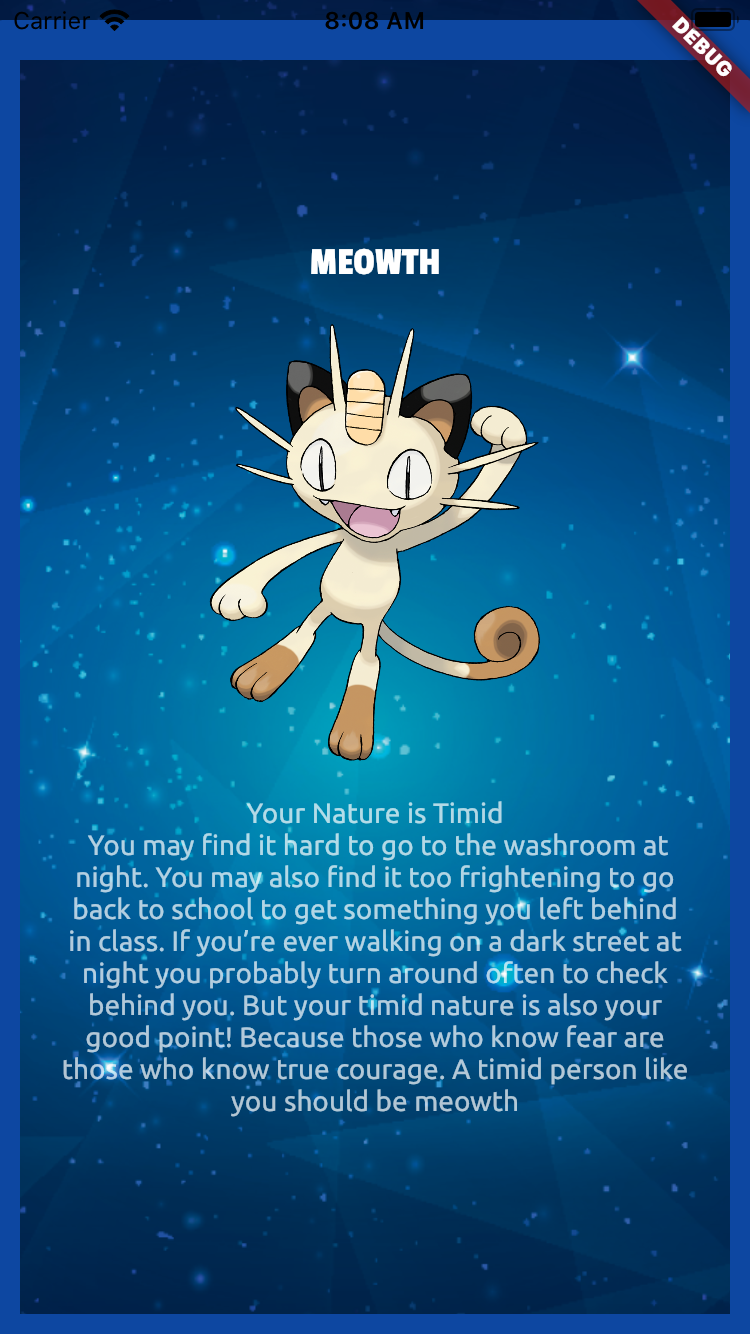 Carrier 8:08 AM
DEBUG
MEOWTH
Your Nature is Timid
You may find it hard to go to the washroom at
night. You may also find it too frightening to go
back to school to get something you left behind
in class. If you’re ever walking on a dark street at
night you probably turn around often to check
behind you. But your timid nature is also your
good point! Because those who know fear are
those who know true courage. A timid person like
you should be meowth